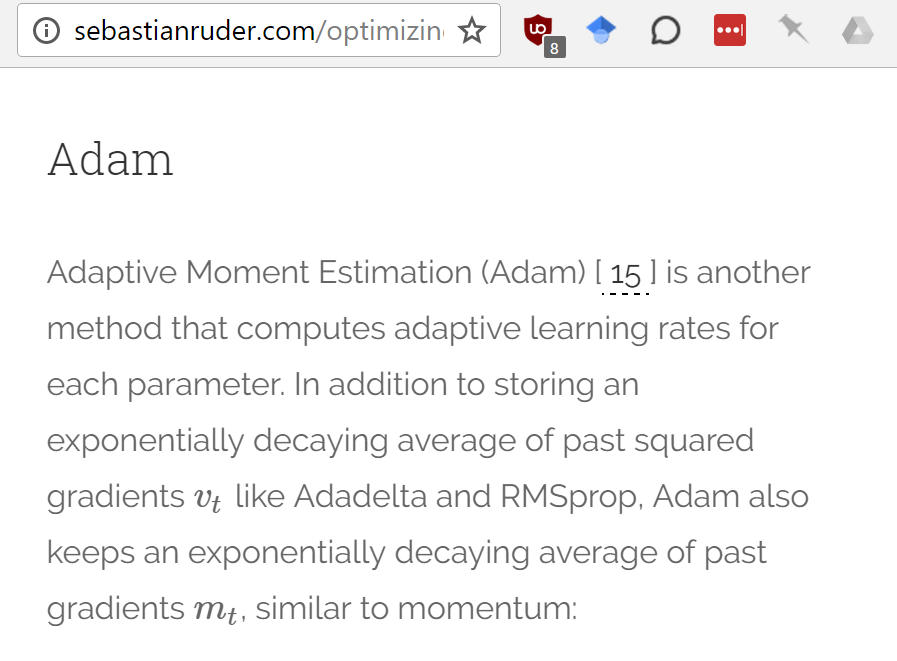 sebastianruder.com/optimizin
8
Adam
Adaptive Moment Estimation (Adam) [ 15 ] is another
method that computes adaptive learning rates for
each parameter. In addition to storing an
exponentially decaying average of past squared
gradients vₜ like Adadelta and RMSprop, Adam also
keeps an exponentially decaying average of past
gradients mₜ, similar to momentum: